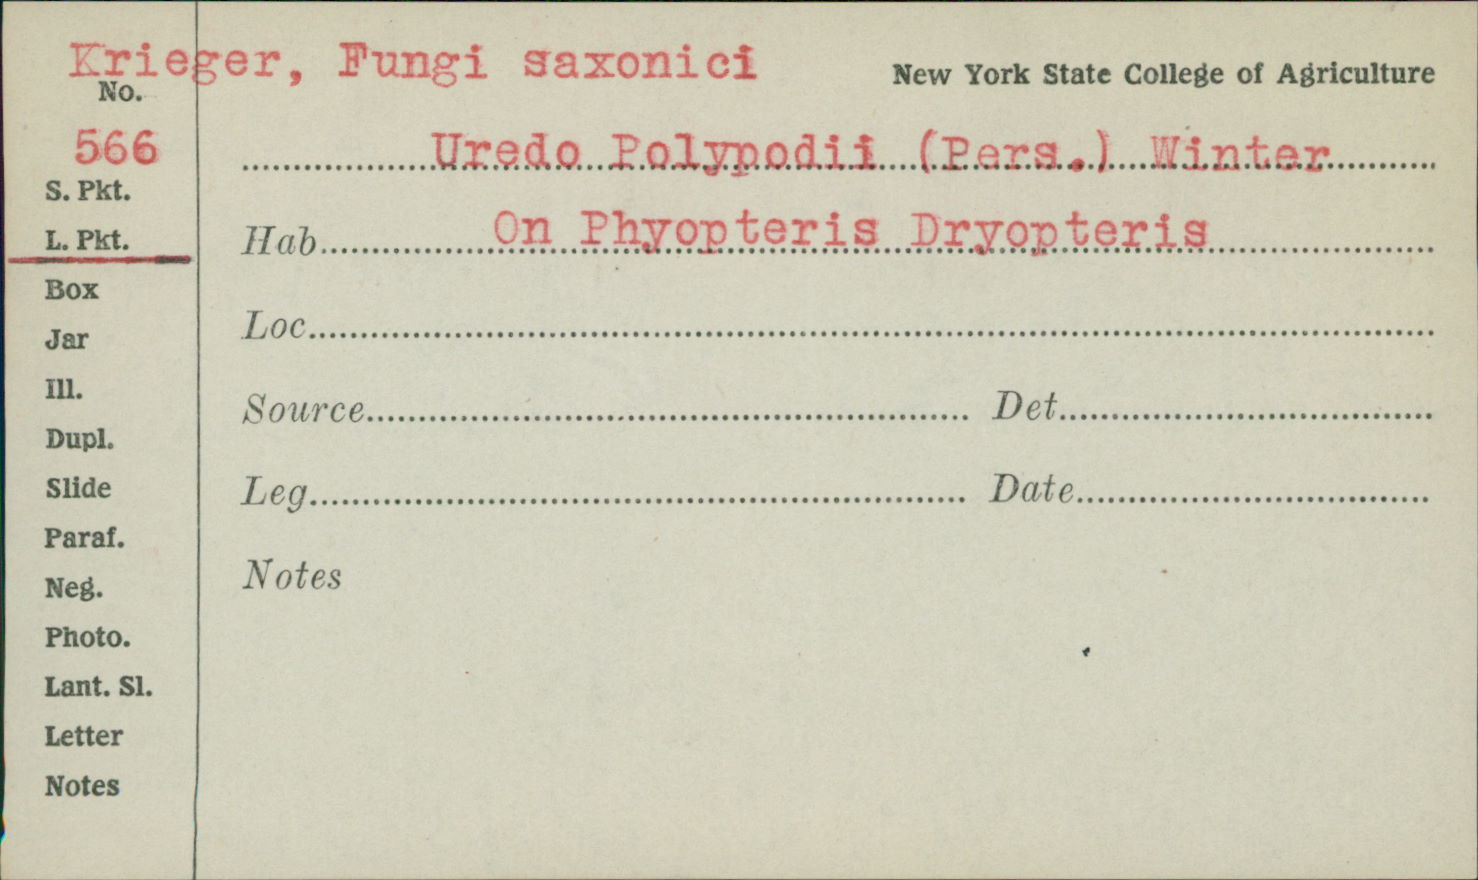 Krieger, Fungi saxonici
New York State College of Agriculture
No.
566
Uredo Polypodii (Pers.) Winter
S. Pkt.
L. Pkt.
Hab. On Phyopteris Dryopteris
Box
Loc.
Jar
Ill.
Source Det.
Dupl.
Slide
Leg. Date
Paraf.
Notes
Neg.
Photo.
Lant. Sl.
Letter
Notes